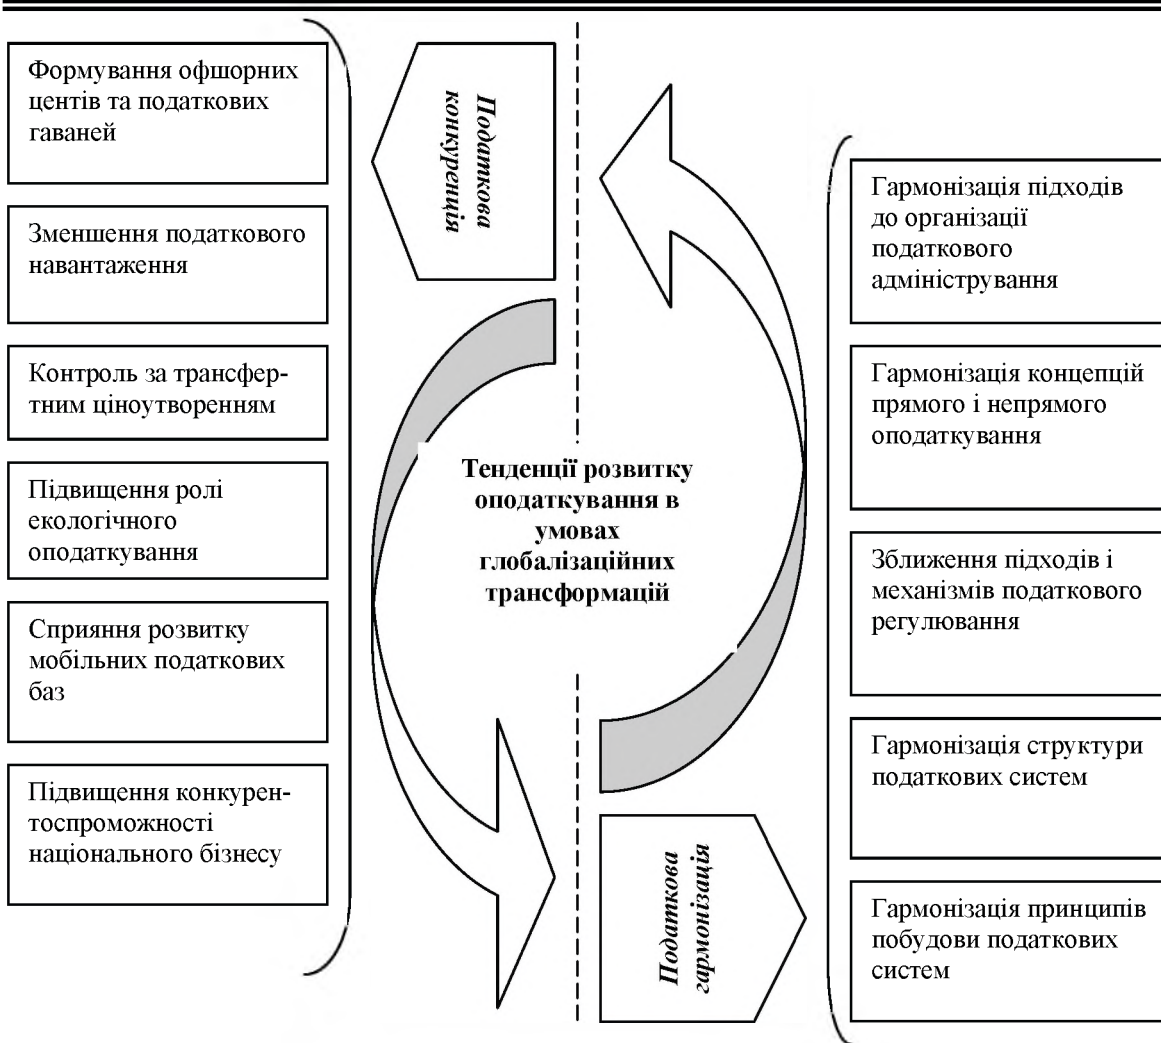 Формування офшорних
центів та податкових
гаваней
Зменшення податкового
навантаження
Контроль за трансфер-
тним ціноутворенням
Підвищення ролі
екологічного
оподаткування
Сприяння розвитку
мобільних податкових
баз
Підвищення конкурен-
тоспроможності
національного бізнесу
Податкова
конкуренція
Тенденції розвитку
оподаткування в
умовах
глобалізаційних
трансформацій
Податкова
гармонізація
Гармонізація підходів
до організації
податкового
адміністрування
Гармонізація концепцій
прямого і непрямого
оподаткування
Зближення підходів і
механізмів податкового
регулювання
Гармонізація структури
податкових систем
Гармонізація принципів
побудови податкових
систем